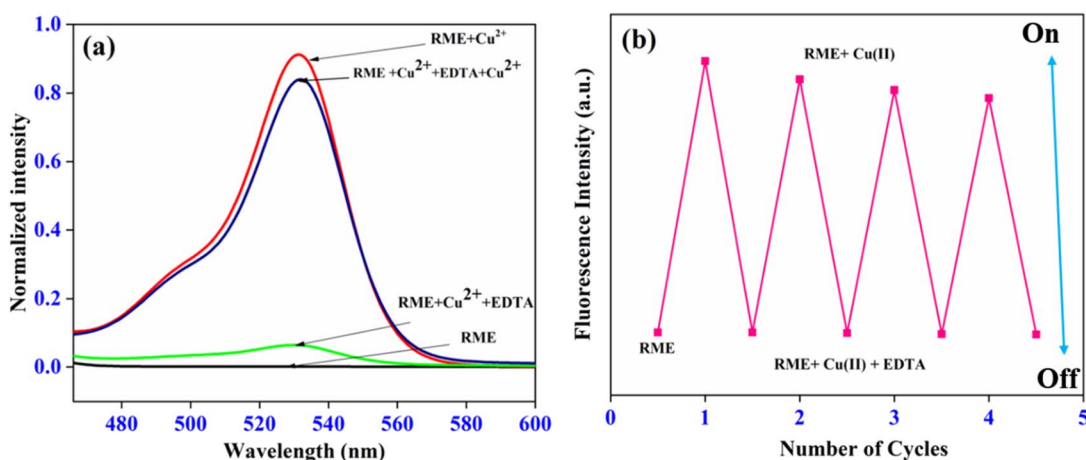 (a)
RME+Cu²⁺
RME +Cu²⁺+EDTA+Cu²⁺
RME+Cu²⁺+EDTA
RME
1.0
0.8
0.6
0.4
0.2
0.0
Normalized intensity
480 500 520 540 560 580 600
Wavelength (nm)
(b)
On
RME+ Cu(II)
RME
RME+ Cu(II) + EDTA
Off
Fluorescence Intensity (a.u.)
0 1 2 3 4 5
Number of Cycles